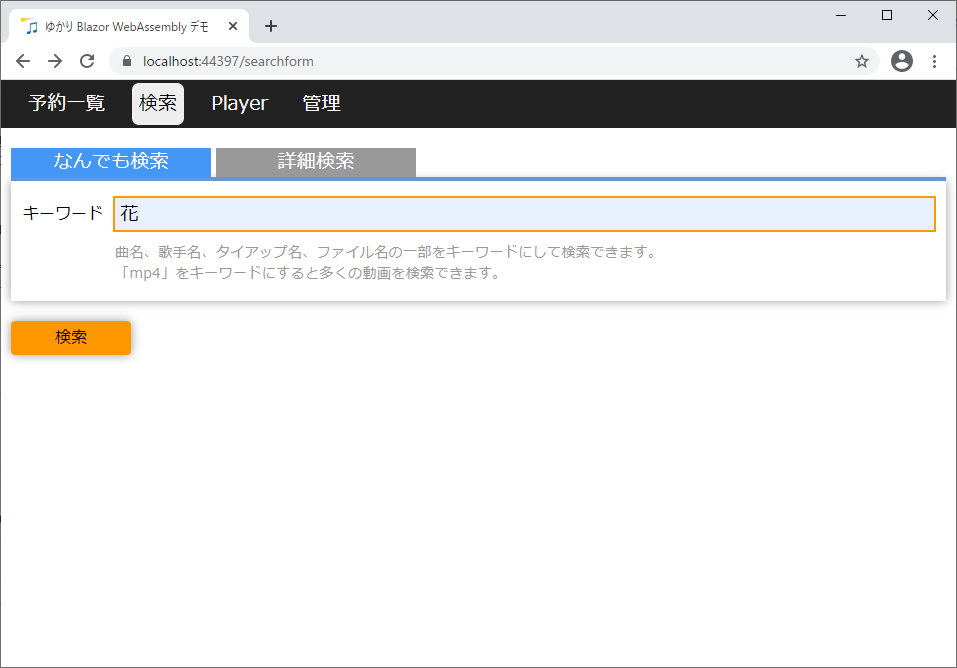 ゆかり Blazor WebAssembly デモ
localhost:44397/searchform
予約一覧 検索 Player 管理
なんでも検索 詳細検索
キーワード 花
曲名、歌手名、タイアップ名、ファイル名の一部をキーワードにして検索できます。
「mp4」をキーワードにすると多くの動画を検索できます。
検索